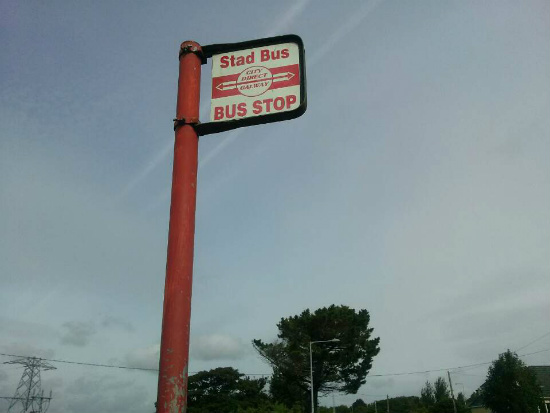 Stad Bus
CITY
DIRECT
GALWAY
BUS STOP